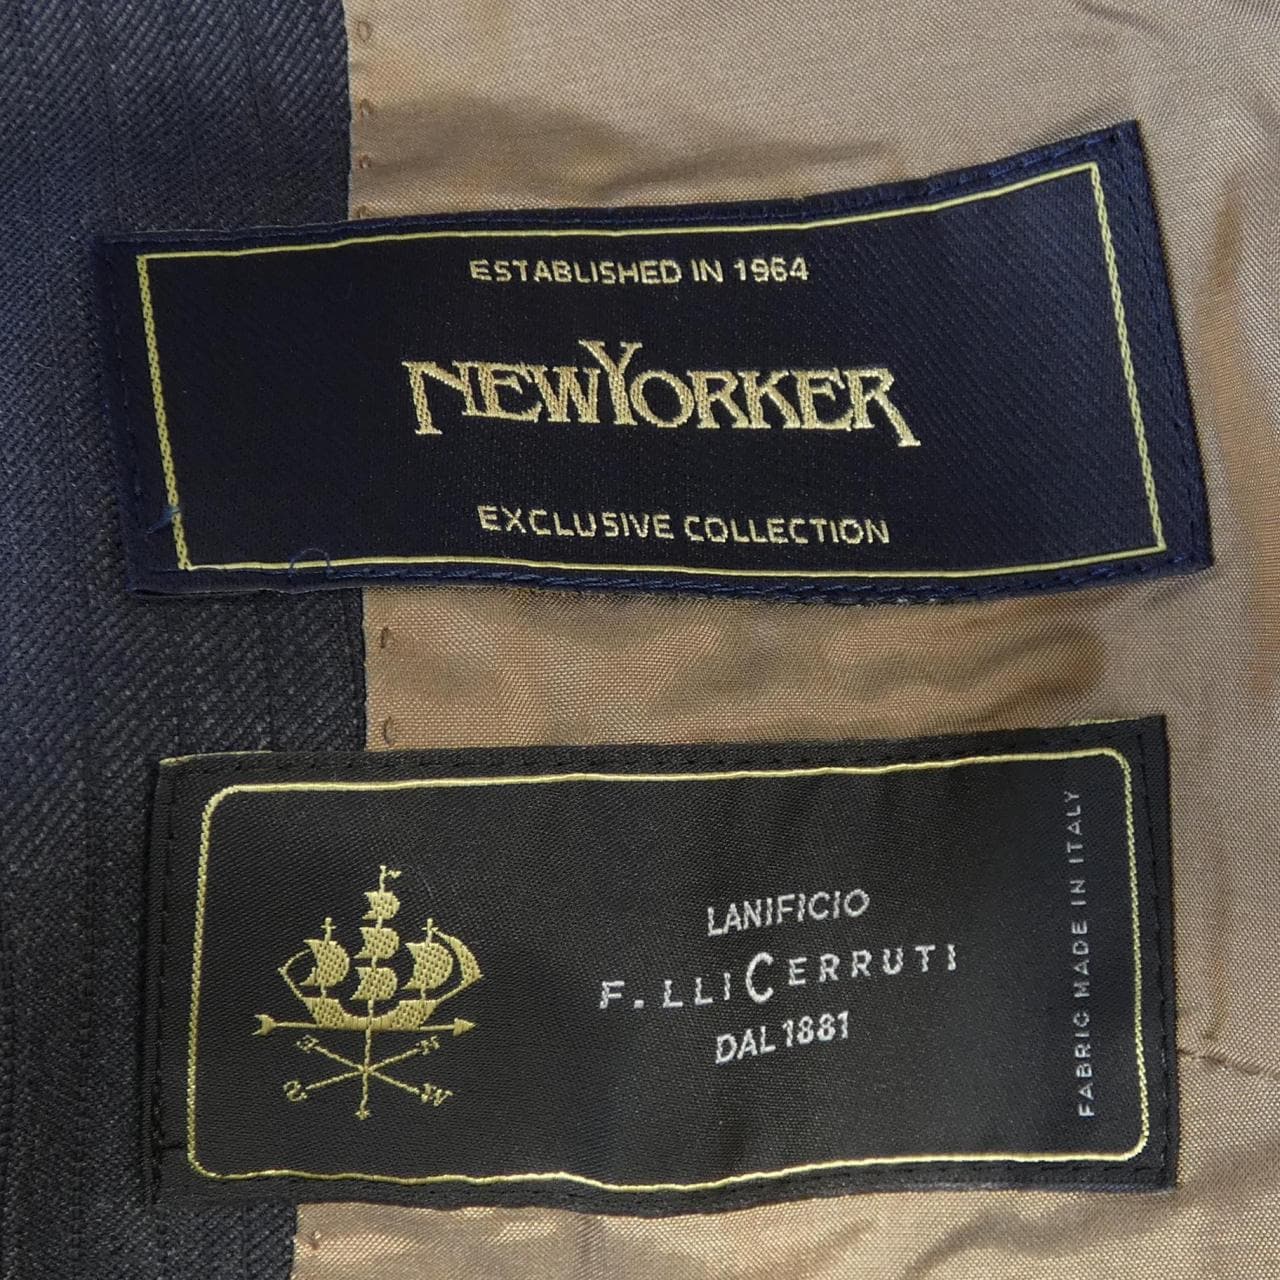 ESTABLISHED IN 1964
NEWYORKER
EXCLUSIVE COLLECTION
LANIFICIO
F.LLI CERRUTI
DAL 1881
FABRIC MADE IN ITALY
N
S
W